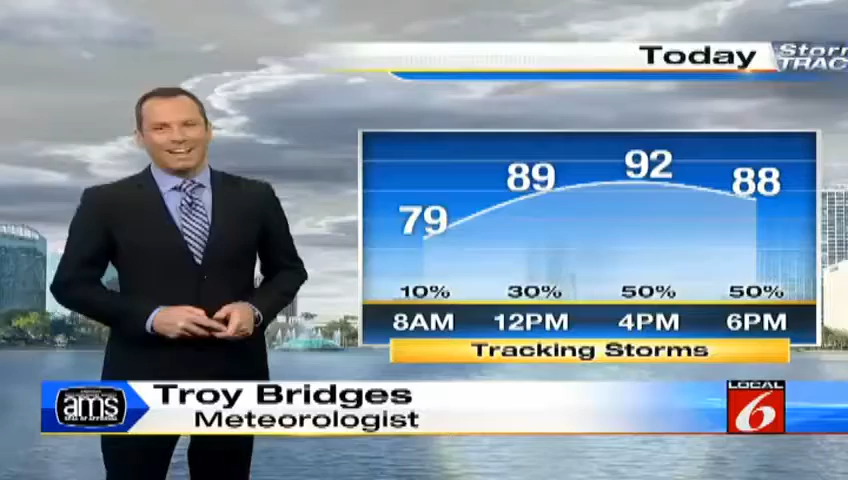 Today
Stor
TRAC
79
89
92
88
10% 30% 50% 50%
8AM 12PM 4PM 6PM
Tracking Storms
ams
Troy Bridges
Meteorologist
LOCAL
6